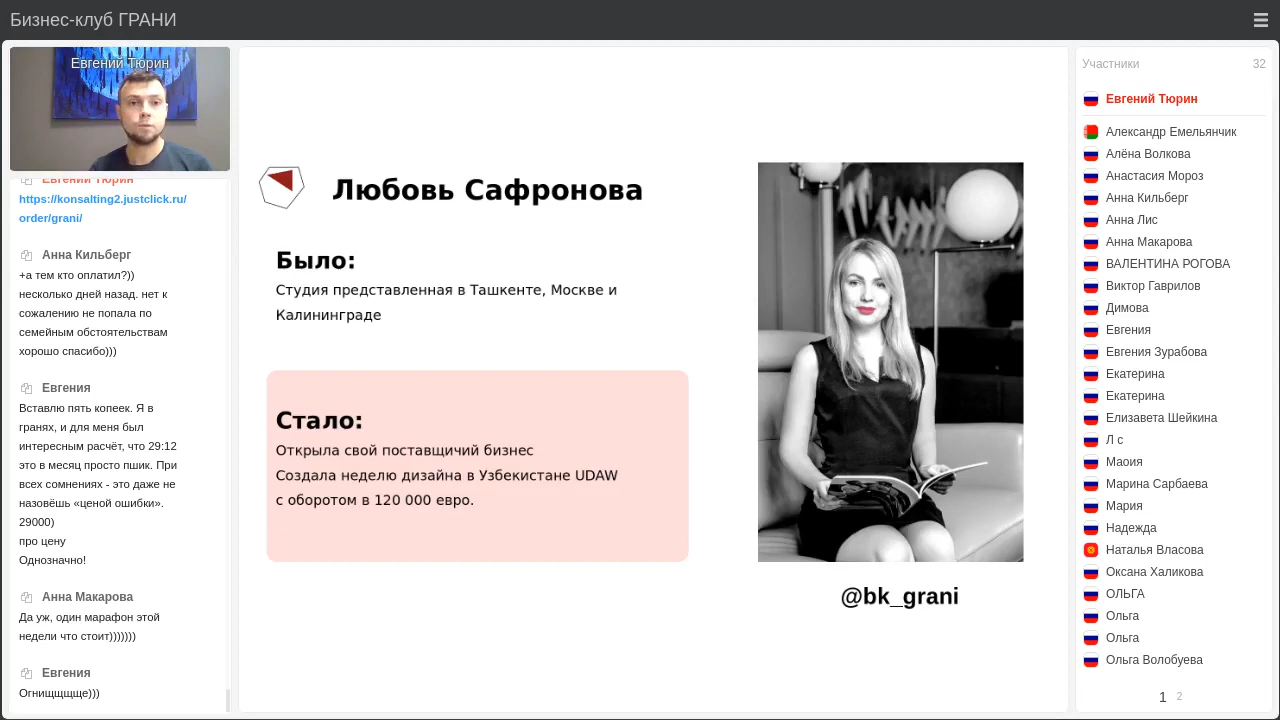 Бизнес-клуб ГРАНИ
Евгений Тюрин
Евгений Тюрин
https://konsalting2.justclick.ru/
order/grani/
Анна Кильберг
+а тем кто оплатил?))
несколько дней назад. нет к
сожалению не попала по
семейным обстоятельствам
хорошо спасибо)))
Евгения
Вставлю пять копеек. Я в
гранях, и для меня был
интересным расчёт, что 29:12
это в месяц просто пшик. При
всех сомнениях - это даже не
назовёшь «ценой ошибки».
29000)
про цену
Однозначно!
Анна Макарова
Да уж, один марафон этой
недели что стоит)))))))
Евгения
Огнищщщще)))
Любовь Сафронова
Было:
Студия представленная в Ташкенте, Москве и
Калининграде
Стало:
Открыла свой поставщичий бизнес
Создала неделю дизайна в Узбекистане UDAW
с оборотом в 120 000 евро.
@bk_grani
Участники 32
Евгений Тюрин
Александр Емельянчик
Алёна Волкова
Анастасия Мороз
Анна Кильберг
Анна Лис
Анна Макарова
ВАЛЕНТИНА РОГОВА
Виктор Гаврилов
Димова
Евгения
Евгения Зурабова
Екатерина
Екатерина
Елизавета Шейкина
Л с
Маоия
Марина Сарбаева
Мария
Надежда
Наталья Власова
Оксана Халикова
ОЛЬГА
Ольга
Ольга
Ольга Волобуева
1 2